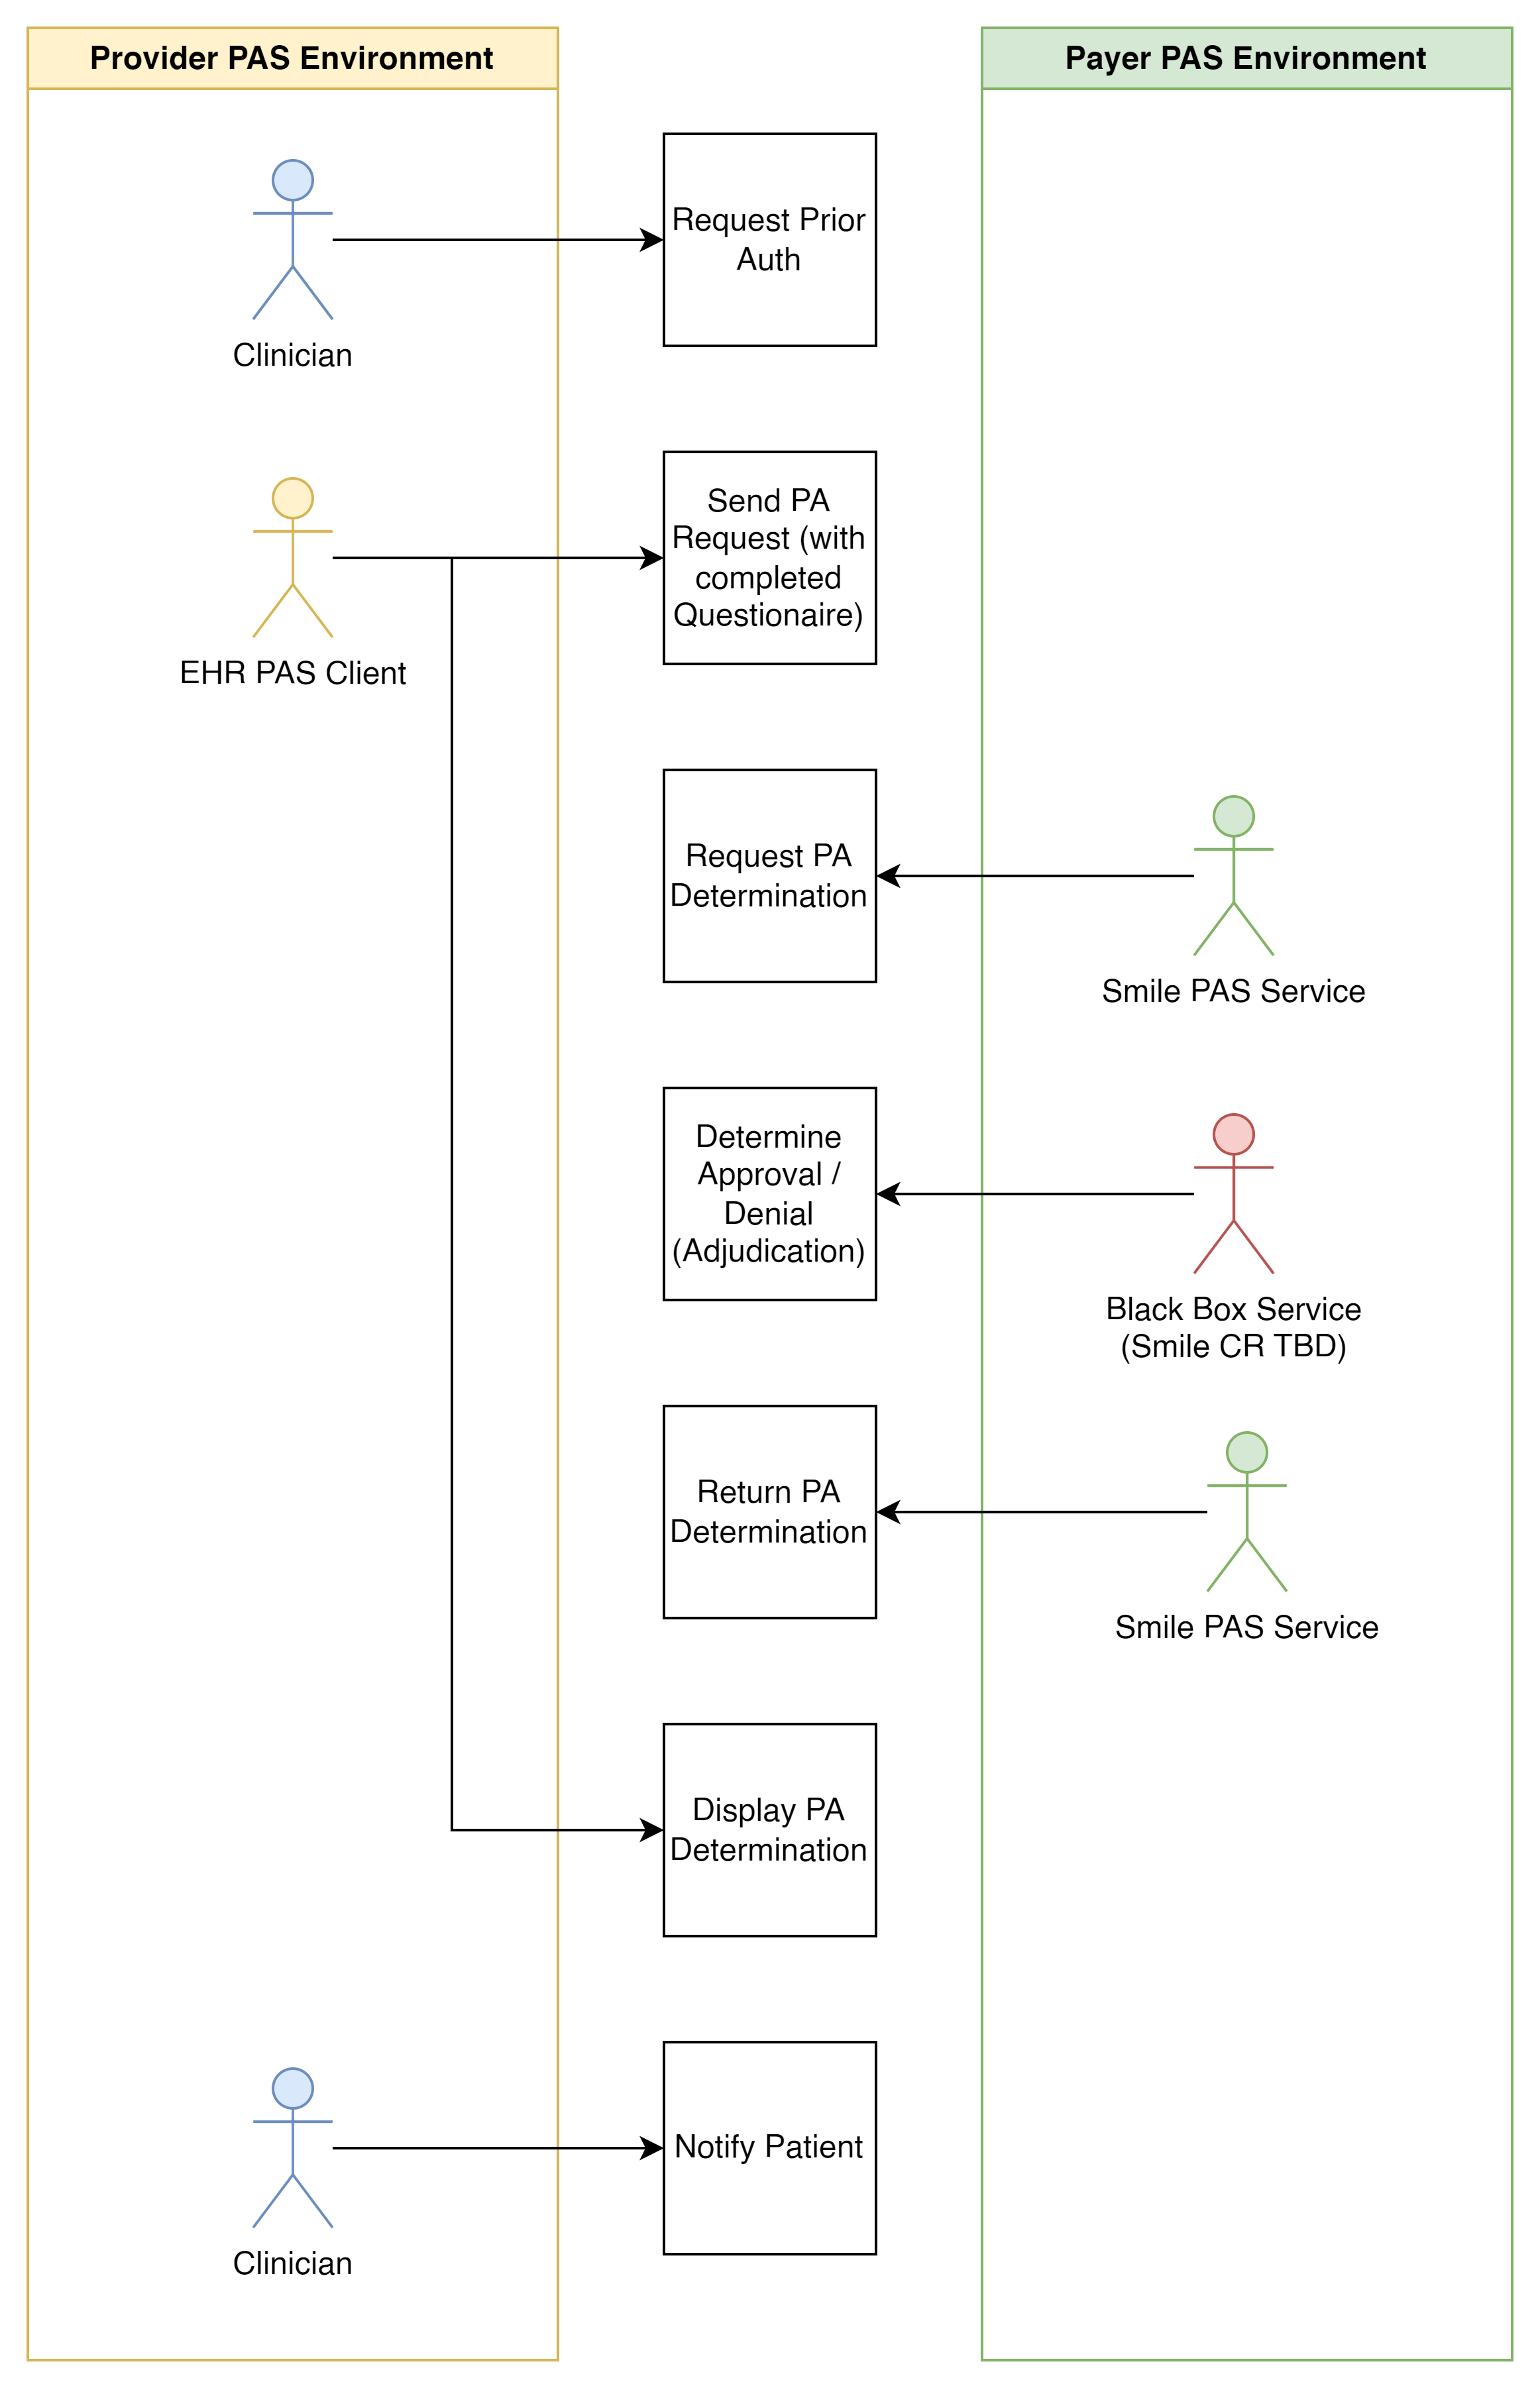 Provider PAS Environment
Payer PAS Environment
Request Prior
Auth
Clinician
Send PA
Request (with
completed
Questionaire)
EHR PAS Client
Request PA
Determination
Smile PAS Service
Determine
Approval /
Denial
(Adjudication)
Black Box Service
(Smile CR TBD)
Return PA
Determination
Smile PAS Service
Display PA
Determination
Notify Patient
Clinician